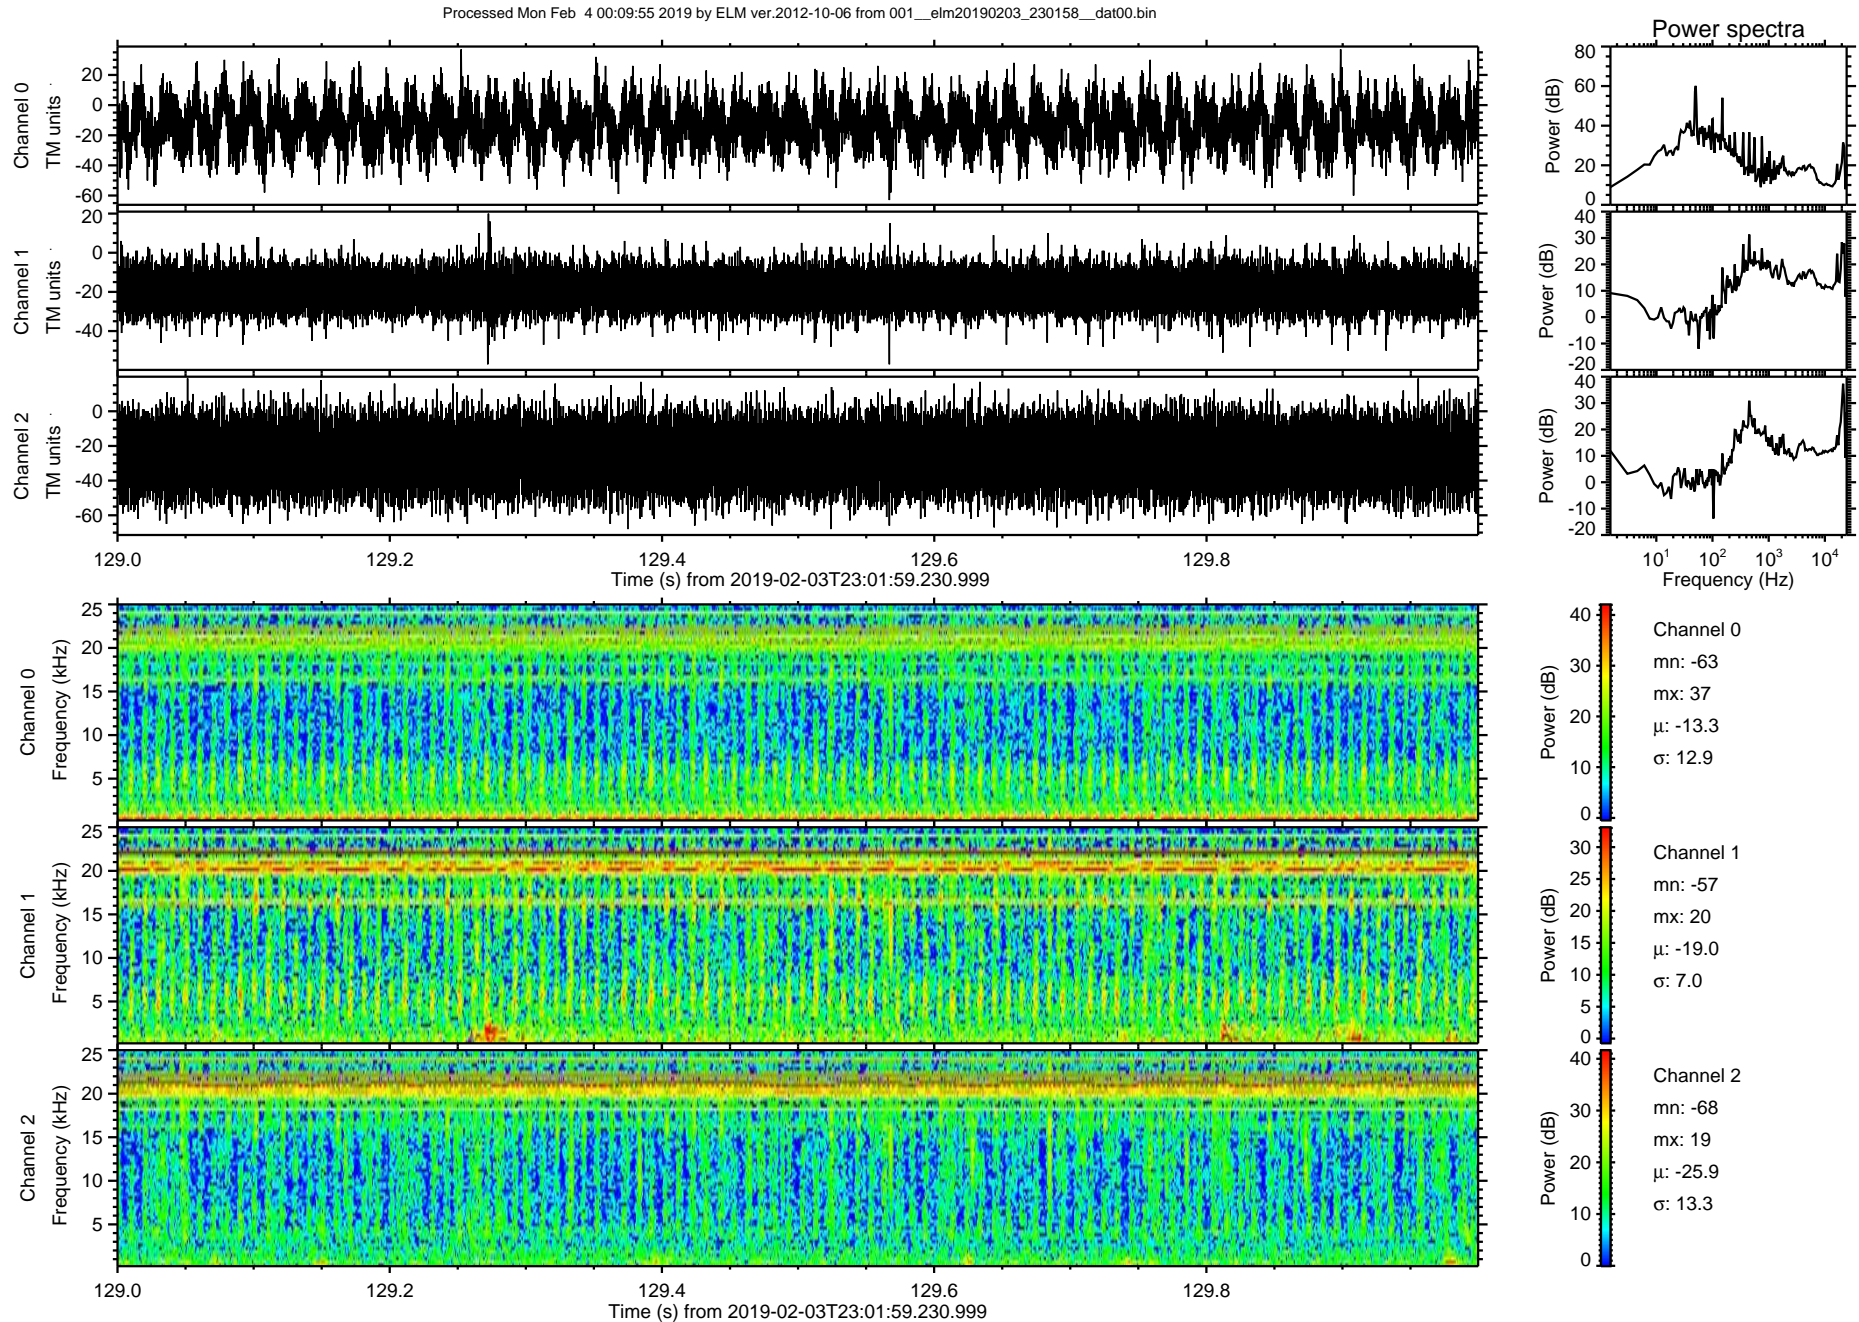 Processed Mon Feb  4 00:09:55 2019 by ELM ver.2012-10-06 from 001__elm20190203_230158__dat00.bin
Power spectra
Channel 0
TM units
20
0
-20
-40
-60
Power (dB)
80
60
40
20
0
Channel 1
TM units
20
0
-20
-40
Power (dB)
40
30
20
10
0
-10
-20
Channel 2
TM units
0
-20
-40
-60
Power (dB)
40
30
20
10
0
-10
-20
129.0 129.2 129.4 129.6 129.8
Time (s) from 2019-02-03T23:01:59.230.999
10^1 10^2 10^3 10^4
Frequency (Hz)
Channel 0
Frequency (kHz)
25
20
15
10
5
Power (dB)
40
30
20
10
0
Channel 0
mn: -63
mx: 37
μ: -13.3
σ: 12.9
Channel 1
Frequency (kHz)
25
20
15
10
5
Power (dB)
30
25
20
15
10
5
0
Channel 1
mn: -57
mx: 20
μ: -19.0
σ: 7.0
Channel 2
Frequency (kHz)
25
20
15
10
5
Power (dB)
40
30
20
10
0
Channel 2
mn: -68
mx: 19
μ: -25.9
σ: 13.3
129.0 129.2 129.4 129.6 129.8
Time (s) from 2019-02-03T23:01:59.230.999